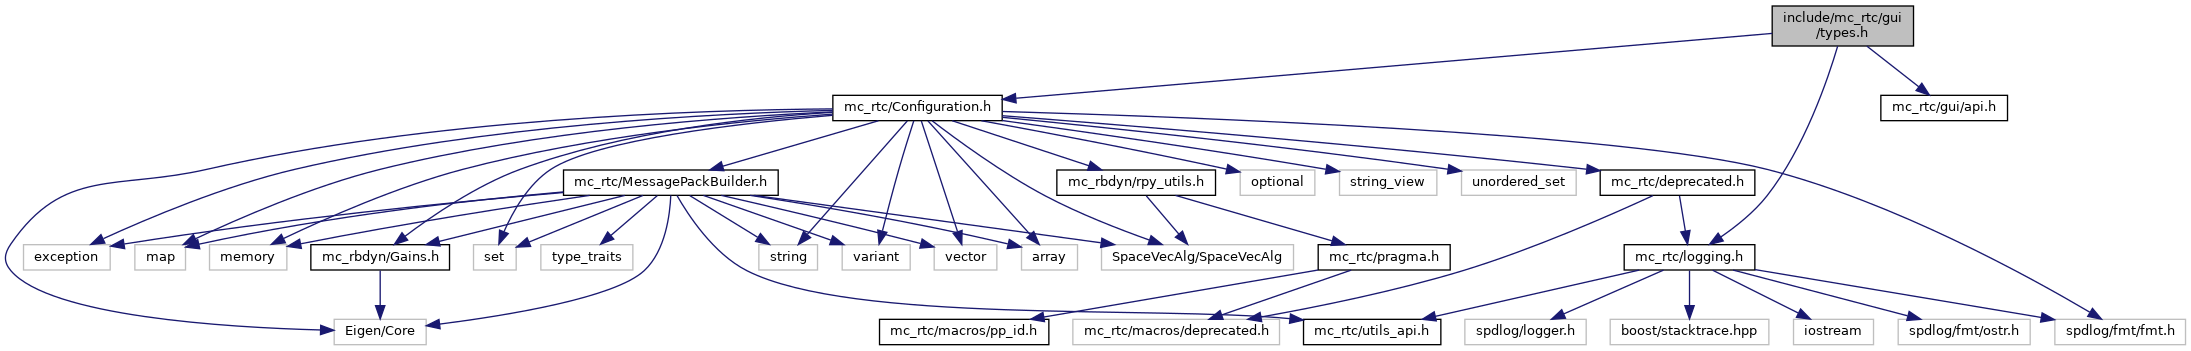 include/mc_rtc/gui
/types.h
mc_rtc/Configuration.h
mc_rtc/gui/api.h
mc_rtc/MessagePackBuilder.h
mc_rbdyn/rpy_utils.h
optional
string_view
unordered_set
mc_rtc/deprecated.h
exception
map
memory
mc_rbdyn/Gains.h
set
type_traits
string
variant
vector
array
SpaceVecAlg/SpaceVecAlg
mc_rtc/pragma.h
mc_rtc/logging.h
Eigen/Core
mc_rtc/macros/pp_id.h
mc_rtc/macros/deprecated.h
mc_rtc/utils_api.h
spdlog/logger.h
boost/stacktrace.hpp
iostream
spdlog/fmt/ostr.h
spdlog/fmt/fmt.h